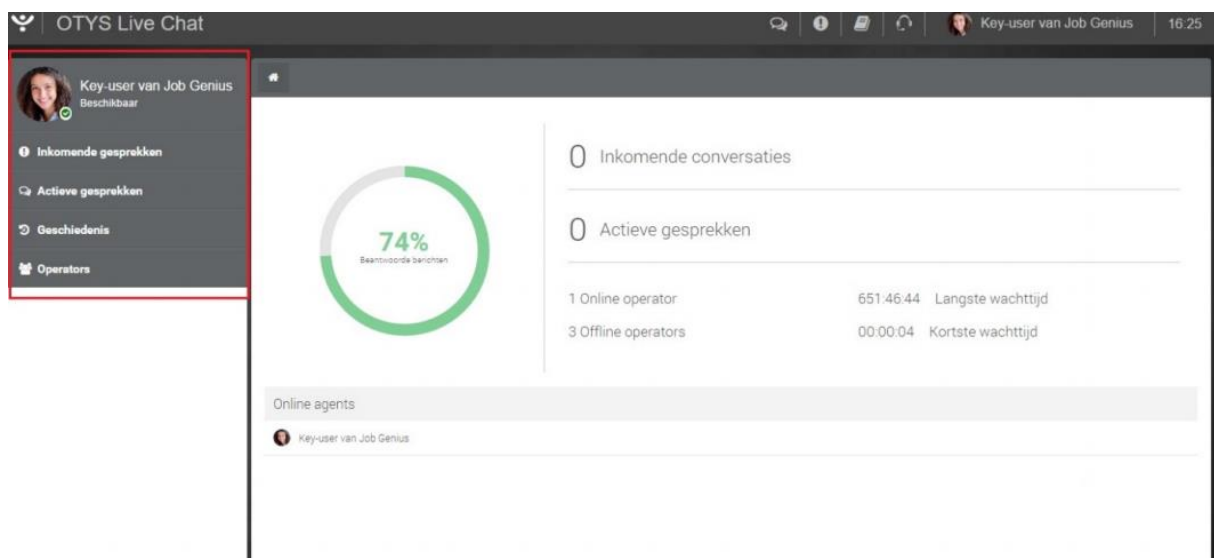 OTYS Live Chat
Key-user van Job Genius
16:25
Key-user van Job Genius
Beschikbaar
Inkomende gesprekken
Actieve gesprekken
Geschiedenis
Operators
74%
Beantwoorde berichten
0 Inkomende conversaties
0 Actieve gesprekken
1 Online operator
651:46:44 Langste wachttijd
3 Offline operators
00:00:04 Kortste wachttijd
Online agents
Key-user van Job Genius